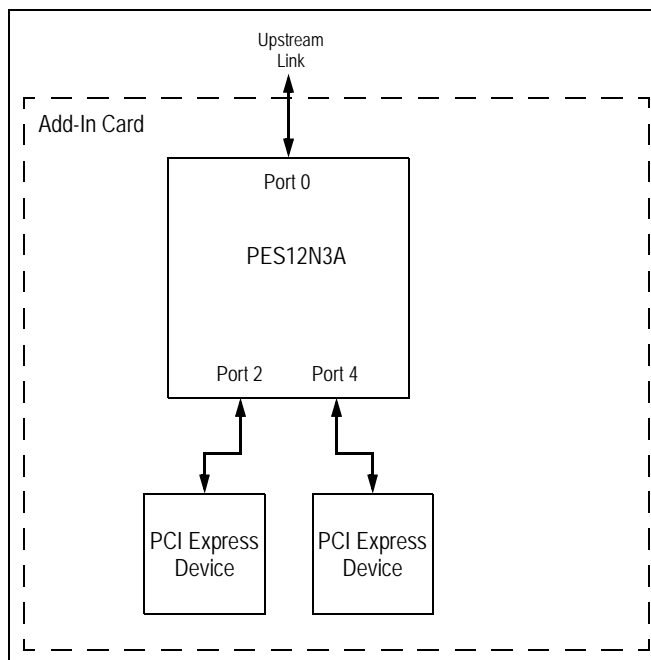 Upstream
Link
Add-In Card
Port 0
PES12N3A
Port 2
Port 4
PCI Express
Device
PCI Express
Device